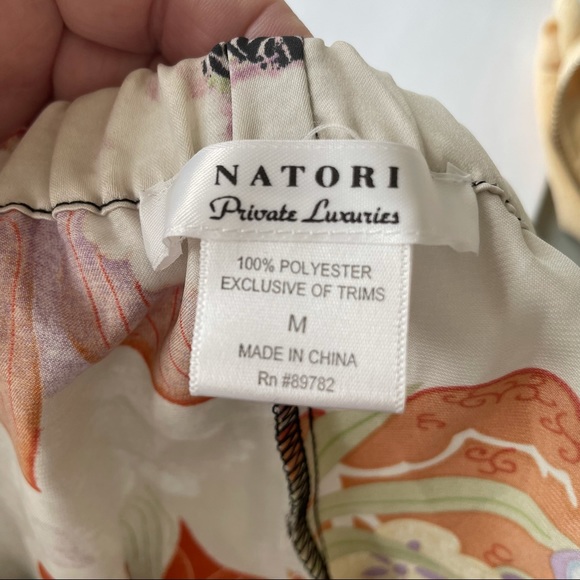 NATORI
Private Luxuries
100% POLYESTER
EXCLUSIVE OF TRIMS
M
MADE IN CHINA
Rn #89782